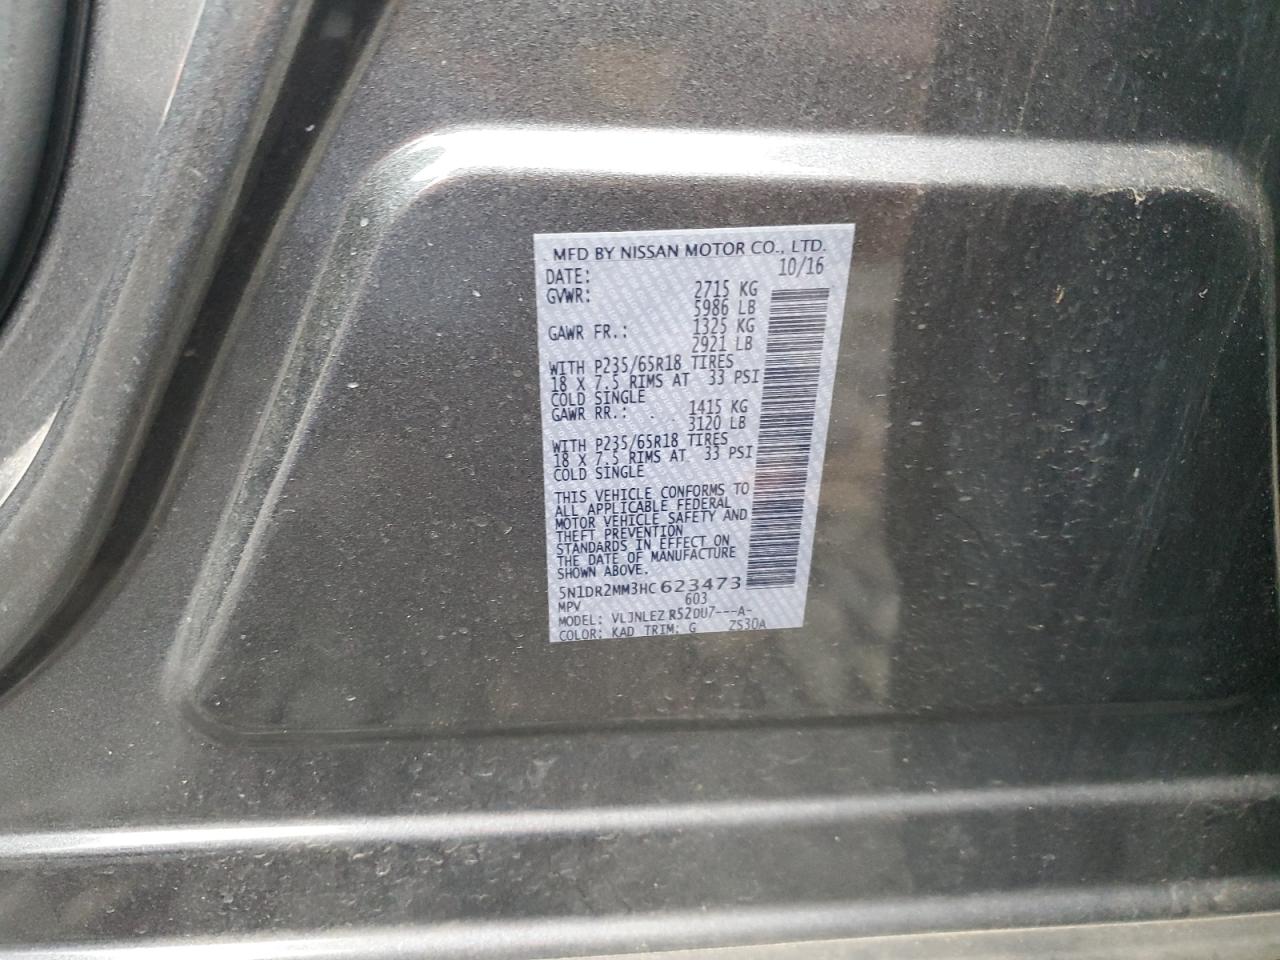 MFD BY NISSAN MOTOR CO., LTD.
DATE: 10/16
GVWR: 2715 KG
5986 LB
GAWR FR.: 1325 KG
2921 LB
WITH P235/65R18 TIRES
18 X 7.5 RIMS AT 33 PSI
COLD SINGLE
GAWR RR.: 1415 KG
3120 LB
WITH P235/65R18 TIRES
18 X 7.5 RIMS AT 33 PSI
COLD SINGLE
THIS VEHICLE CONFORMS TO
ALL APPLICABLE FEDERAL
MOTOR VEHICLE SAFETY AND
THEFT PREVENTION
STANDARDS IN EFFECT ON
THE DATE OF MANUFACTURE
SHOWN ABOVE.
5N1DR2MM3HC623473
MPV 603
MODEL: VLJNLEZ R52DU7---A-
COLOR: KAD TRIM: G ZS30A